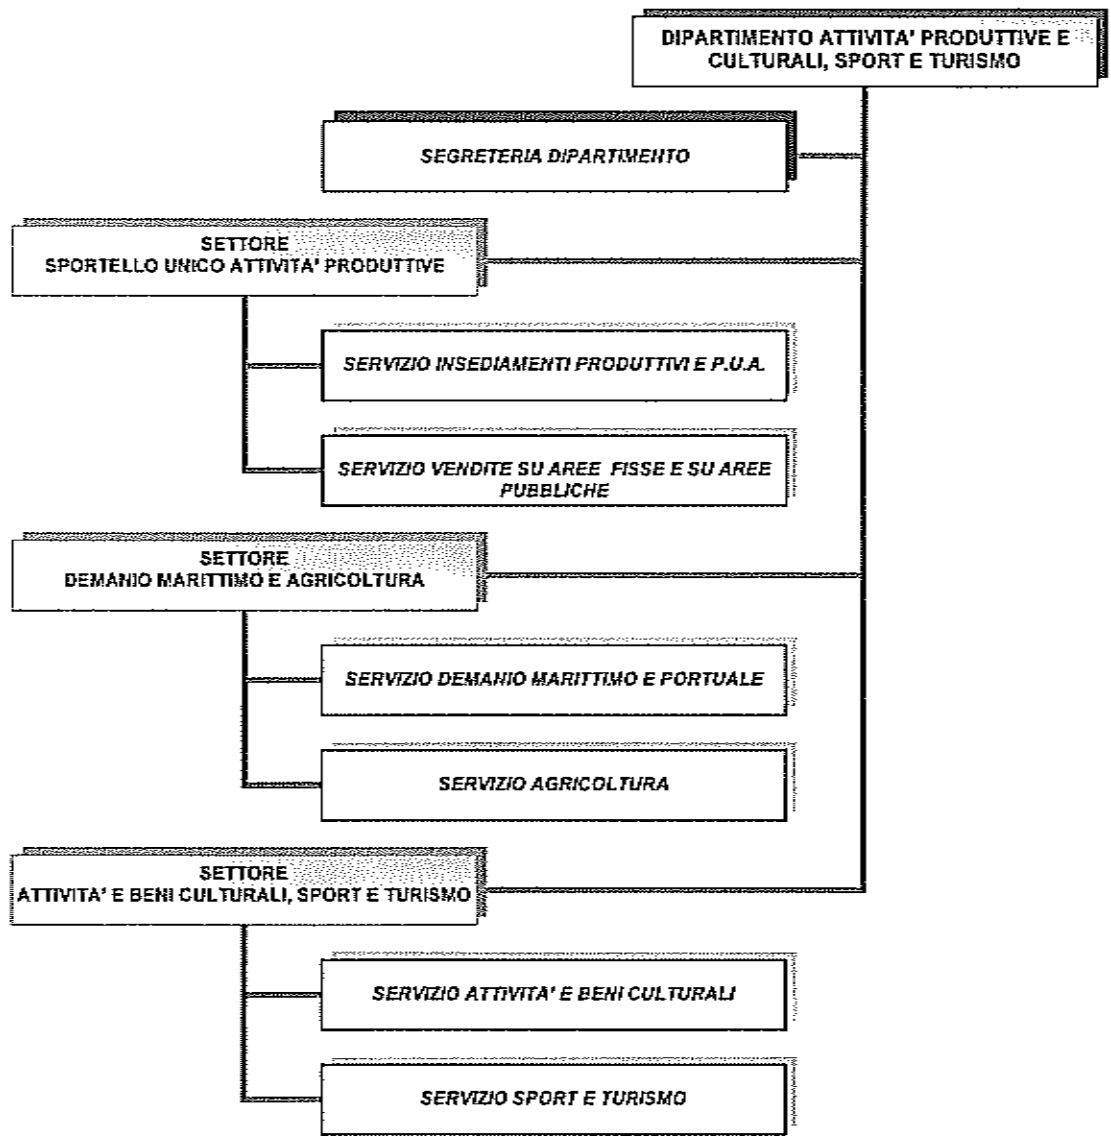 DIPARTIMENTO ATTIVITA' PRODUTTIVE E
CULTURALI, SPORT E TURISMO
SEGRETERIA DIPARTIMENTO
SETTORE
SPORTELLO UNICO ATTIVITA' PRODUTTIVE
SERVIZIO INSEDIAMENTI PRODUTTIVI E P.U.A.
SERVIZIO VENDITE SU AREE FISSE E SU AREE
PUBBLICHE
SETTORE
DEMANIO MARITTIMO E AGRICOLTURA
SERVIZIO DEMANIO MARITTIMO E PORTUALE
SERVIZIO AGRICOLTURA
SETTORE
ATTIVITA' E BENI CULTURALI, SPORT E TURISMO
SERVIZIO ATTIVITA' E BENI CULTURALI
SERVIZIO SPORT E TURISMO